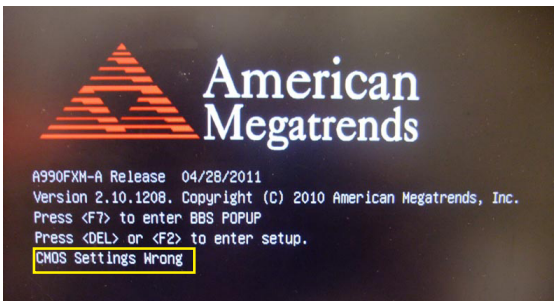 American
Megatrends
A990FXM-A Release 04/28/2011
Version 2.10.1208. Copyright (C) 2010 American Megatrends, Inc.
Press <F7> to enter BBS POPUP
Press <DEL> or <F2> to enter setup.
CMOS Settings Wrong